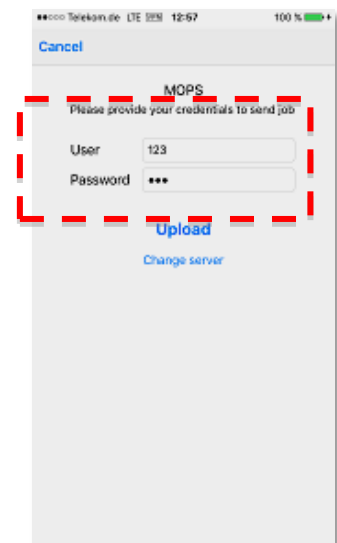 Telekom.de LTE VPN 12:57 100 %
Cancel
MOPS
Please provide your credentials to send job
User 123
Password •••
Upload
Change server